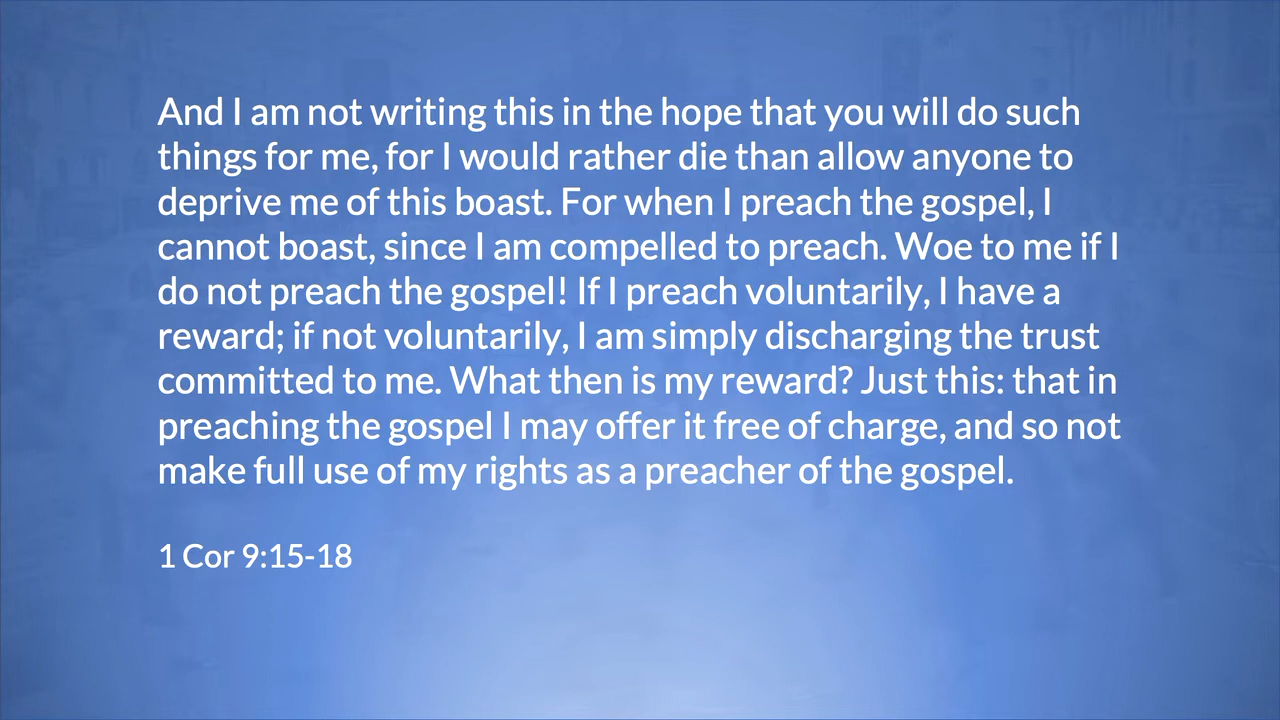 And I am not writing this in the hope that you will do such
things for me, for I would rather die than allow anyone to
deprive me of this boast. For when I preach the gospel, I
cannot boast, since I am compelled to preach. Woe to me if I
do not preach the gospel! If I preach voluntarily, I have a
reward; if not voluntarily, I am simply discharging the trust
committed to me. What then is my reward? Just this: that in
preaching the gospel I may offer it free of charge, and so not
make full use of my rights as a preacher of the gospel.
1 Cor 9:15-18